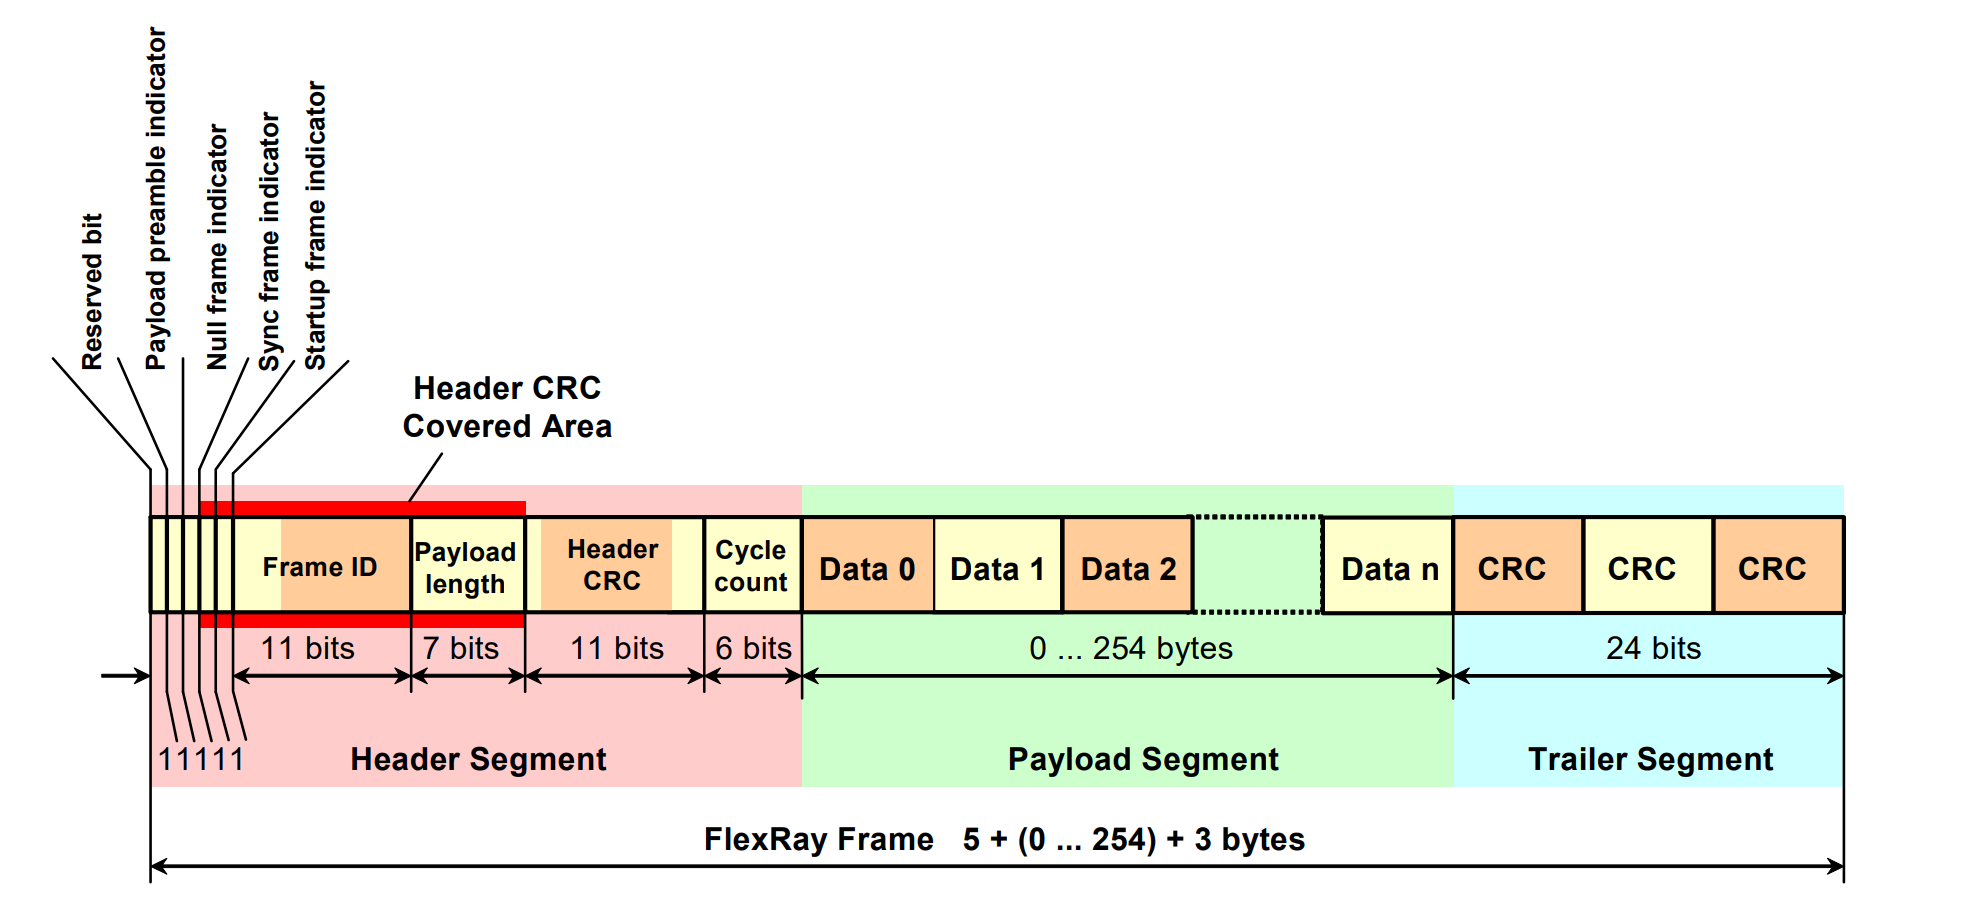 Reserved bit
Payload preamble indicator
Null frame indicator
Sync frame indicator
Startup frame indicator
Header CRC
Covered Area
Frame ID
Payload
length
Header
CRC
Cycle
count
Data 0
Data 1
Data 2
Data n
CRC
CRC
CRC
11 bits
7 bits
11 bits
6 bits
0 ... 254 bytes
24 bits
11111
Header Segment
Payload Segment
Trailer Segment
FlexRay Frame 5 + (0 ... 254) + 3 bytes